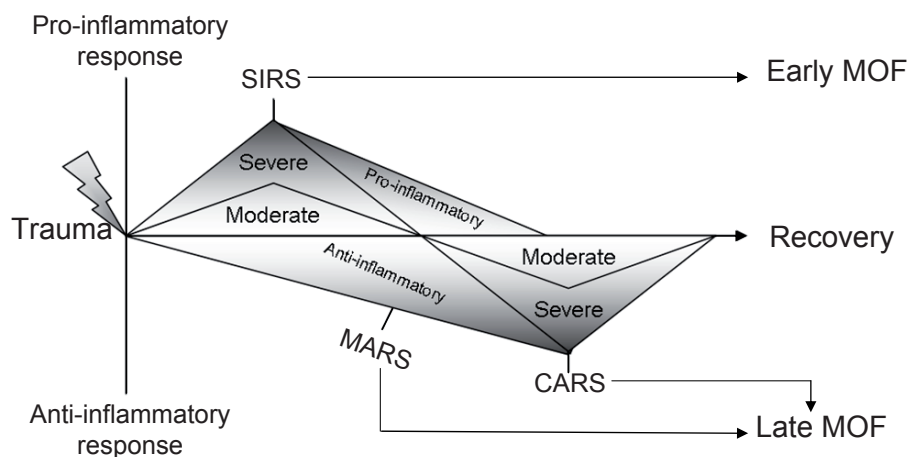 Pro-inflammatory
response
SIRS
Early MOF
Severe
Pro-inflammatory
Moderate
Trauma
Recovery
Anti-inflammatory
Moderate
Severe
MARS
CARS
Anti-inflammatory
response
Late MOF